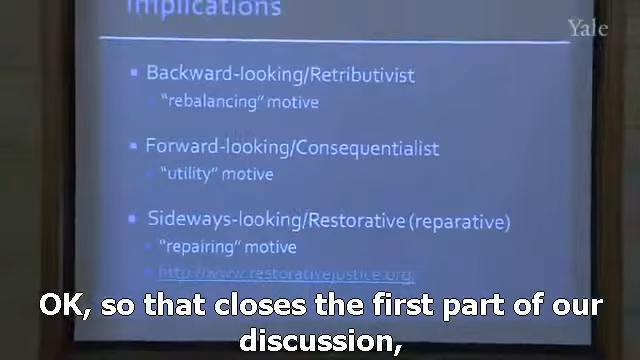 Implications
Yale
Backward-looking/Retributivist
"rebalancing" motive
Forward-looking/Consequentialist
"utility" motive
Sideways-looking/Restorative (reparative)
"repairing" motive
http://www.restorativejustice.org/
OK, so that closes the first part of our
discussion,